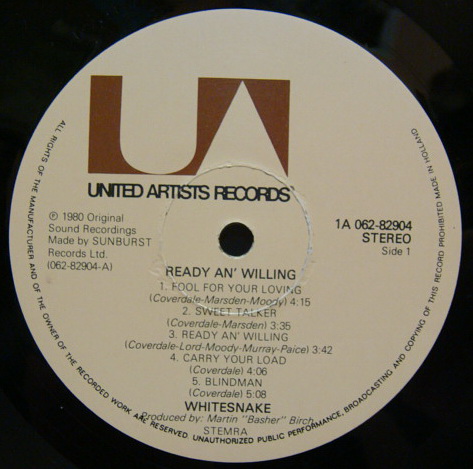 UA
UNITED ARTISTS RECORDS
℗ 1980 Original
Sound Recordings
Made by SUNBURST
Records Ltd.
(062-82904-A)
1A 062-82904
STEREO
Side 1
READY AN' WILLING
1. FOOL FOR YOUR LOVING
(Coverdale-Marsden-Moody) 4:15
2. SWEET TALKER
(Coverdale-Marsden) 3:35
3. READY AN' WILLING
(Coverdale-Lord-Moody-Murray-Paice) 3:42
4. CARRY YOUR LOAD
(Coverdale) 4:06
5. BLINDMAN
(Coverdale) 5:08
WHITESNAKE
Produced by: Martin "Basher" Birch
STEMRA
ALL RIGHTS OF THE MANUFACTURER AND OF THE OWNER OF THE RECORDED WORK ARE RESERVED. UNAUTHORIZED PUBLIC PERFORMANCE, BROADCASTING AND COPYING OF THIS RECORD PROHIBITED MADE IN HOLLAND